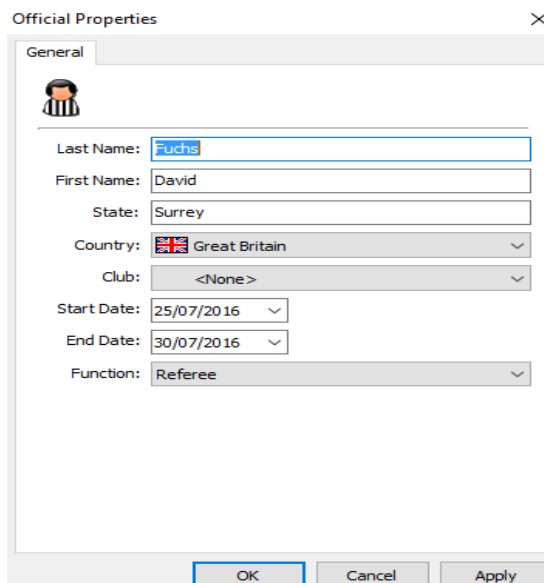 Official Properties
General
Last Name: Fuchs
First Name: David
State: Surrey
Country: Great Britain
Club: <None>
Start Date: 25/07/2016
End Date: 30/07/2016
Function: Referee
OK Cancel Apply